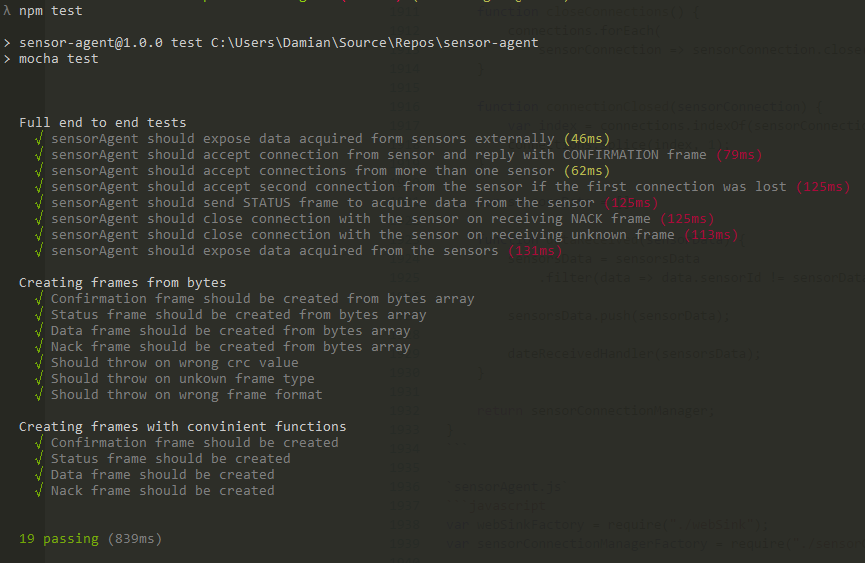 λ npm test
> sensor-agent@1.0.0 test C:\Users\Damian\Source\Repos\sensor-agent
> mocha test
Full end to end tests
√ sensorAgent should expose data acquired form sensors externally (46ms)
√ sensorAgent should accept connection from sensor and reply with CONFIRMATION frame (79ms)
√ sensorAgent should accept connections from more than one sensor (62ms)
√ sensorAgent should accept second connection from the sensor if the first connection was lost (125ms)
√ sensorAgent should send STATUS frame to acquire data from the sensor (125ms)
√ sensorAgent should close connection with the sensor on receiving NACK frame (125ms)
√ sensorAgent should close connection with the sensor on receiving unknown frame (113ms)
√ sensorAgent should expose data acquired from the sensors (131ms)
Creating frames from bytes
√ Confirmation frame should be created from bytes array
√ Status frame should be created from bytes array
√ Data frame should be created from bytes array
√ Nack frame should be created from bytes array
√ Should throw on wrong crc value
√ Should throw on unkown frame type
√ Should throw on wrong frame format
Creating frames with convinient functions
√ Confirmation frame should be created
√ Status frame should be created
√ Data frame should be created
√ Nack frame should be created
19 passing (839ms)